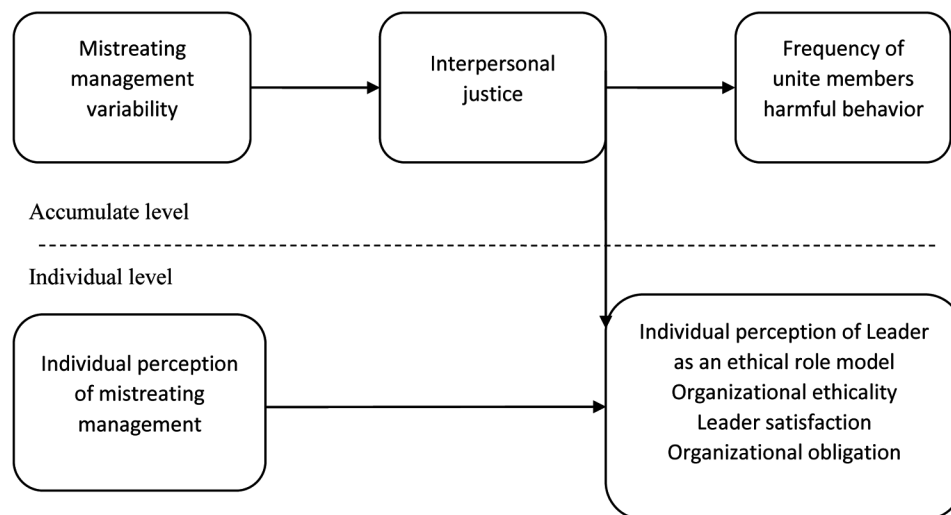 Mistreating
management
variability
Interpersonal
justice
Frequency of
unite members
harmful behavior
Accumulate level
Individual level
Individual perception
of mistreating
management
Individual perception of Leader
as an ethical role model
Organizational ethicality
Leader satisfaction
Organizational obligation